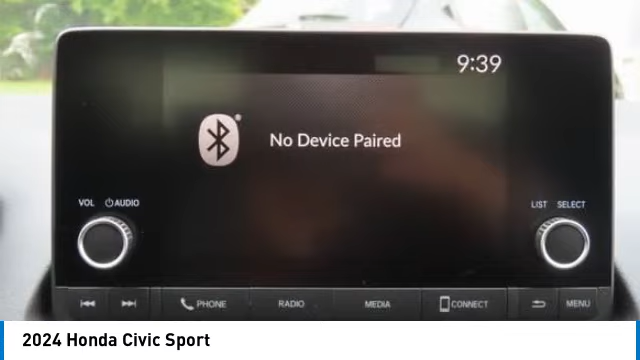 9:39
No Device Paired
VOL AUDIO
LIST SELECT
PHONE RADIO MEDIA CONNECT MENU
2024 Honda Civic Sport